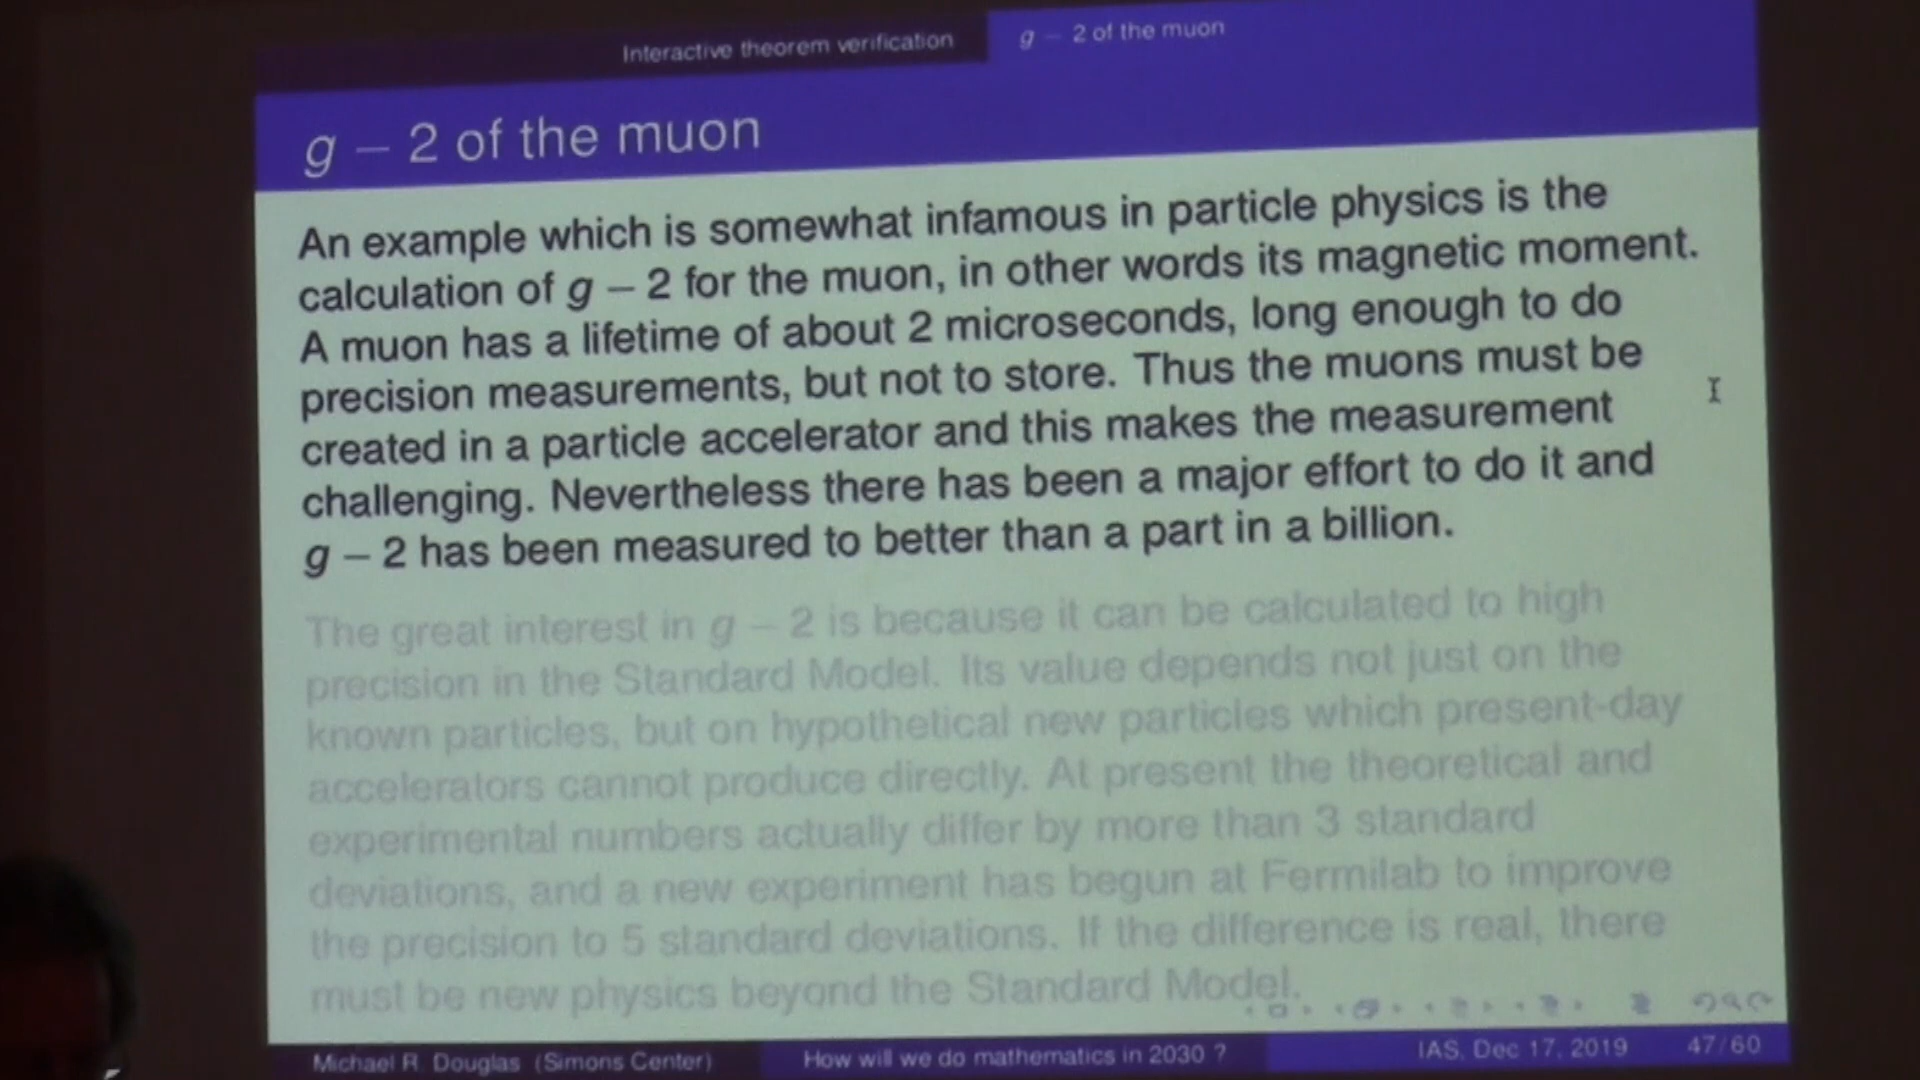 Interactive theorem verification
g – 2 of the muon
g – 2 of the muon
An example which is somewhat infamous in particle physics is the
calculation of g – 2 for the muon, in other words its magnetic moment.
A muon has a lifetime of about 2 microseconds, long enough to do
precision measurements, but not to store. Thus the muons must be
created in a particle accelerator and this makes the measurement
challenging. Nevertheless there has been a major effort to do it and
g – 2 has been measured to better than a part in a billion.
The great interest in g – 2 is because it can be calculated to high
precision in the Standard Model. Its value depends not just on the
known particles, but on hypothetical new particles which present-day
accelerators cannot produce directly. At present the theoretical and
experimental numbers actually differ by more than 3 standard
deviations, and a new experiment has begun at Fermilab to improve
the precision to 5 standard deviations. If the difference is real, there
must be new physics beyond the Standard Model.
Michael R. Douglas (Simons Center)
How will we do mathematics in 2030 ?
IAS, Dec 17, 2019
47/60